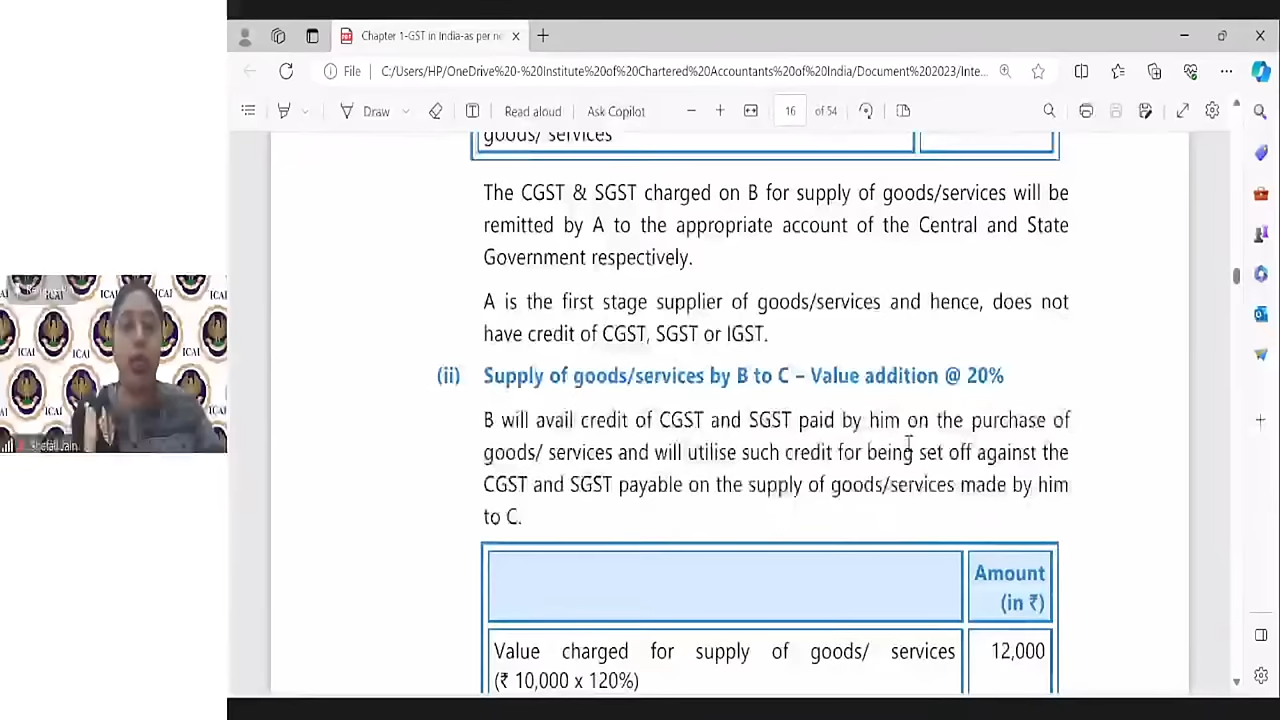 Chapter 1-GST in India-as per ne
File C:/Users/HP/OneDrive%20-%20Institute%20of%20Chartered%20Accountants%20of%20India/Document%202023/Inte...
Draw Read aloud Ask Copilot 16 of 54
goods/ services
The CGST & SGST charged on B for supply of goods/services will be
remitted by A to the appropriate account of the Central and State
Government respectively.
A is the first stage supplier of goods/services and hence, does not
have credit of CGST, SGST or IGST.
(ii) Supply of goods/services by B to C – Value addition @ 20%
B will avail credit of CGST and SGST paid by him on the purchase of
goods/ services and will utilise such credit for being set off against the
CGST and SGST payable on the supply of goods/services made by him
to C.
Amount
(in ₹)
Value charged for supply of goods/ services 12,000
(₹ 10,000 x 120%)
ICAI
ICAI
ICAI
ICAI
Shefali Jain